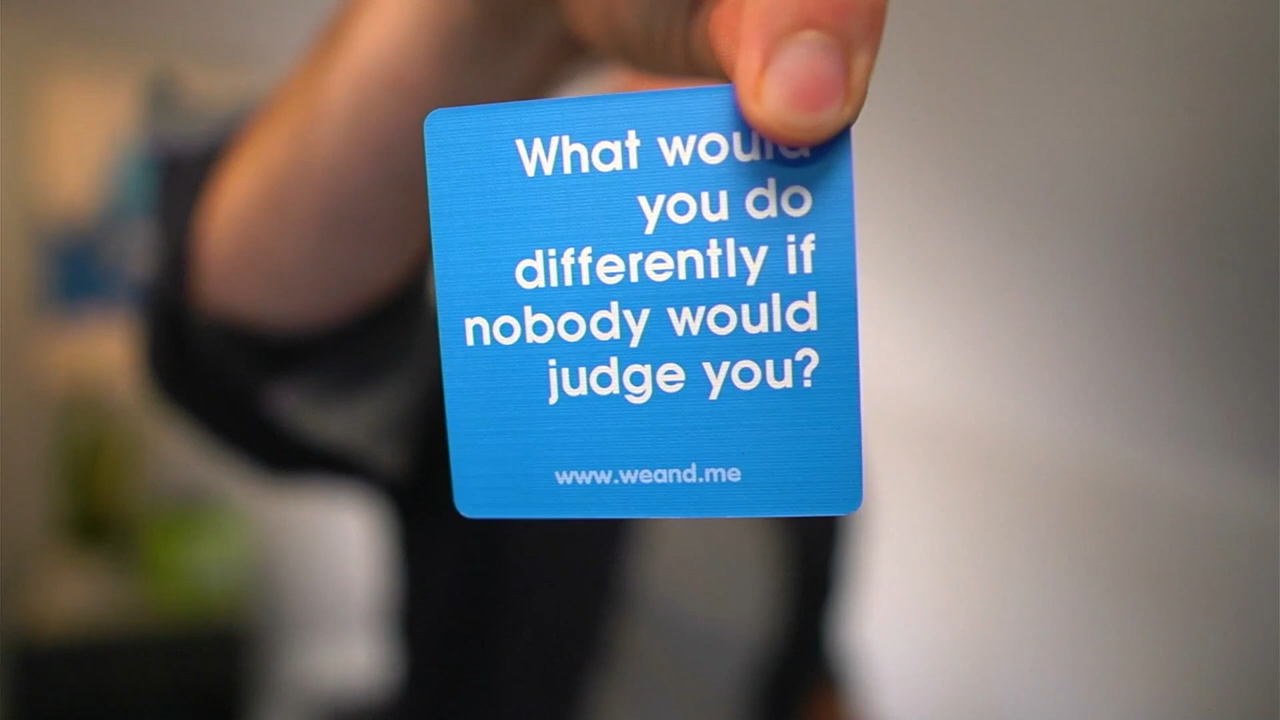 What would
you do
differently if
nobody would
judge you?
www.weand.me